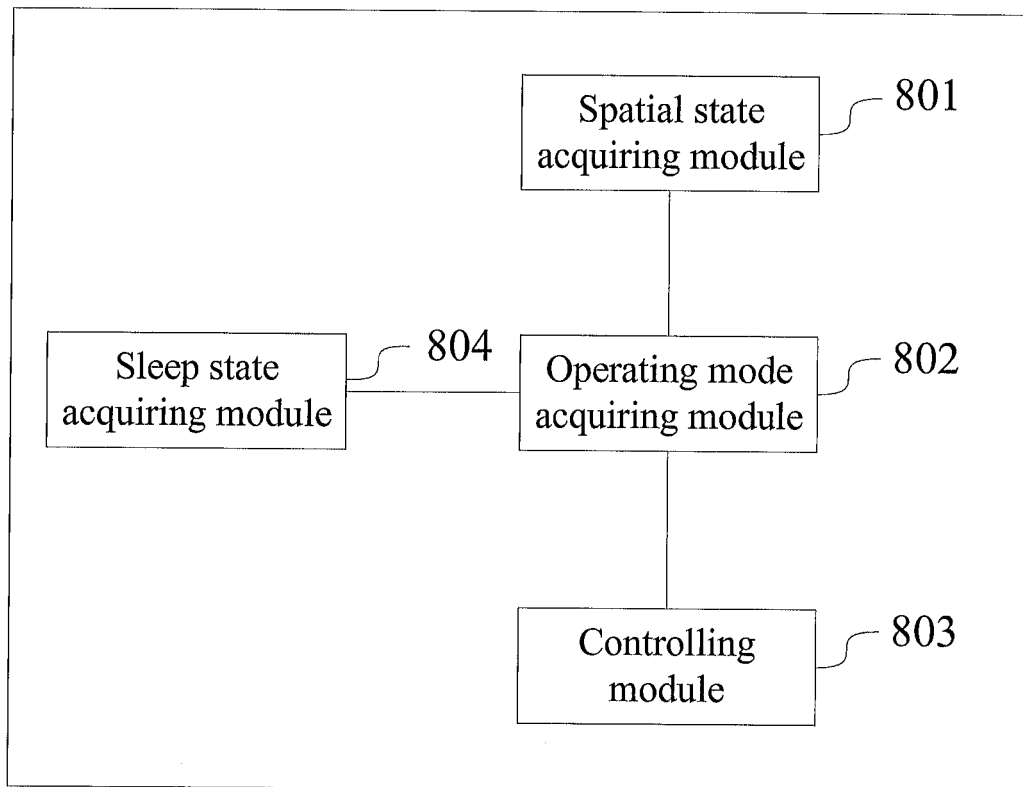 Spatial state
acquiring module
801
Sleep state
acquiring module
804
Operating mode
acquiring module
802
Controlling
module
803